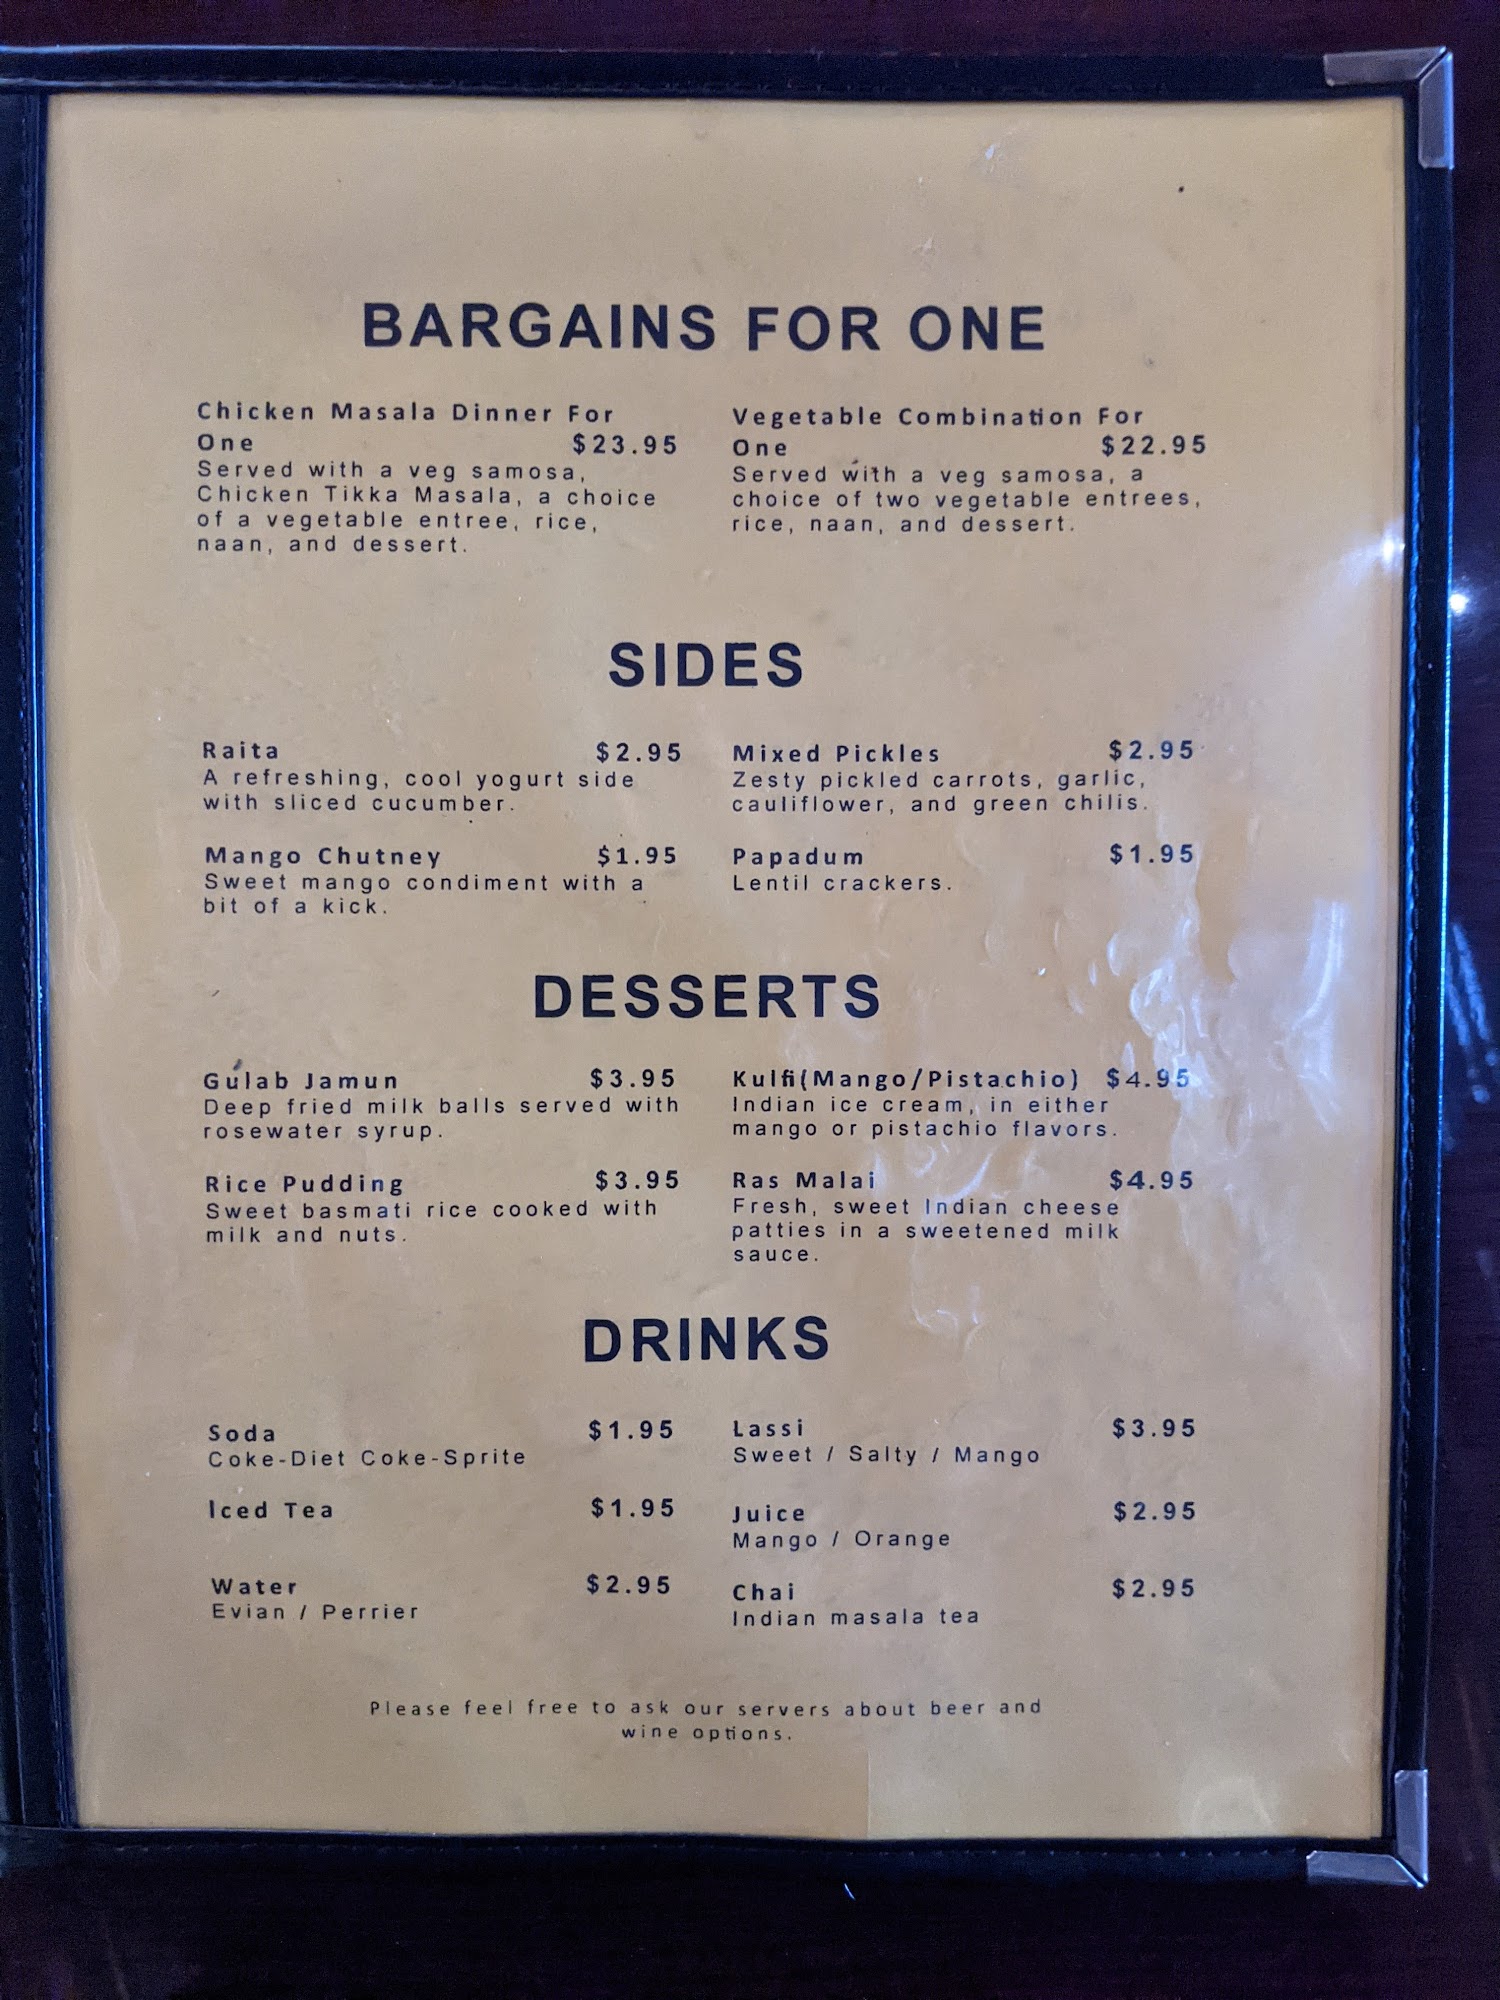 BARGAINS FOR ONE
Chicken Masala Dinner For
One $23.95
Served with a veg samosa,
Chicken Tikka Masala, a choice
of a vegetable entree, rice,
naan, and dessert.
Vegetable Combination For
One $22.95
Served with a veg samosa, a
choice of two vegetable entrees,
rice, naan, and dessert.
SIDES
Raita $2.95
A refreshing, cool yogurt side
with sliced cucumber.
Mixed Pickles $2.95
Zesty pickled carrots, garlic,
cauliflower, and green chilis.
Mango Chutney $1.95
Sweet mango condiment with a
bit of a kick.
Papadum $1.95
Lentil crackers.
DESSERTS
Gulab Jamun $3.95
Deep fried milk balls served with
rosewater syrup.
Kulfi(Mango/Pistachio) $4.95
Indian ice cream, in either
mango or pistachio flavors.
Rice Pudding $3.95
Sweet basmati rice cooked with
milk and nuts.
Ras Malai $4.95
Fresh, sweet Indian cheese
patties in a sweetened milk
sauce.
DRINKS
Soda $1.95
Coke-Diet Coke-Sprite
Lassi $3.95
Sweet / Salty / Mango
Iced Tea $1.95
Juice $2.95
Mango / Orange
Water $2.95
Evian / Perrier
Chai $2.95
Indian masala tea
Please feel free to ask our servers about beer and
wine options.